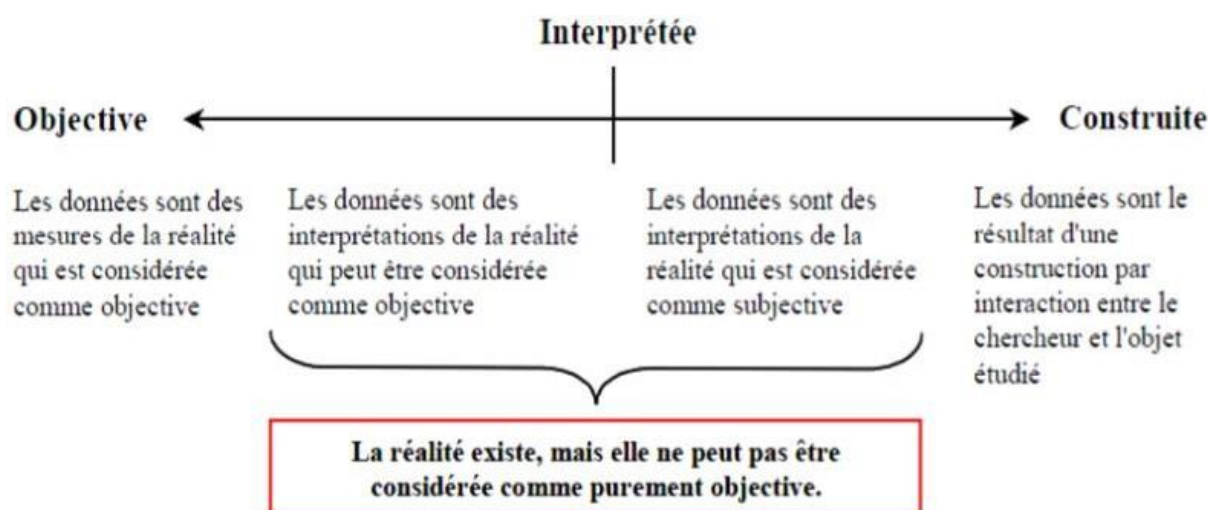 Interprétée
Objective
Construite
Les données sont des
mesures de la réalité
qui est considérée
comme objective
Les données sont des
interprétations de la réalité
qui peut être considérée
comme objective
Les données sont des
interprétations de la
réalité qui est considérée
comme subjective
Les données sont le
résultat d'une
construction par
interaction entre le
chercheur et l'objet
étudié
La réalité existe, mais elle ne peut pas être
considérée comme purement objective.